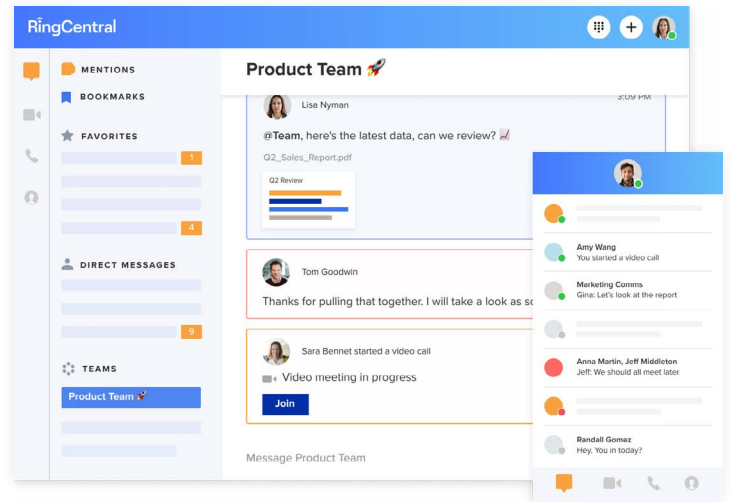 RingCentral
MENTIONS
BOOKMARKS
FAVORITES
1
4
DIRECT MESSAGES
9
TEAMS
Product Team 🚀
Product Team 🚀
Lisa Nyman
3:09 PM
@Team, here's the latest data, can we review? 📈
Q2_Sales_Report.pdf
Q2 Review
Tom Goodwin
Thanks for pulling that together. I will take a look as
Sara Bennet started a video call
Video meeting in progress
Join
Message Product Team
Amy Wang
You started a video call
Marketing Comms
Gina: Let's look at the report
Anna Martin, Jeff Middleton
Jeff: We should all meet later
Randall Gomez
Hey. You in today?